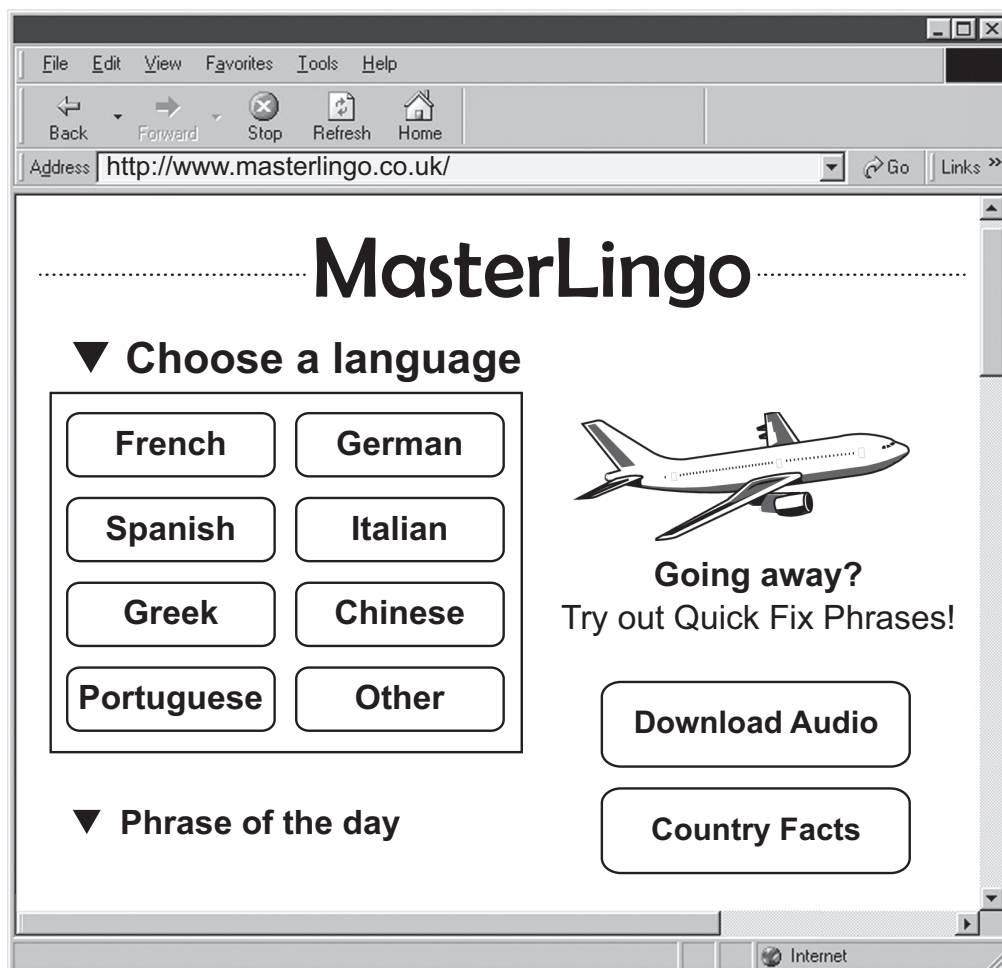 File Edit View Favorites Tools Help
Back Forward Stop Refresh Home
Address http://www.masterlingo.co.uk/ Go Links »
MasterLingo
▼ Choose a language
French German
Spanish Italian
Greek Chinese
Portuguese Other
Going away?
Try out Quick Fix Phrases!
Download Audio
Country Facts
▼ Phrase of the day
Internet